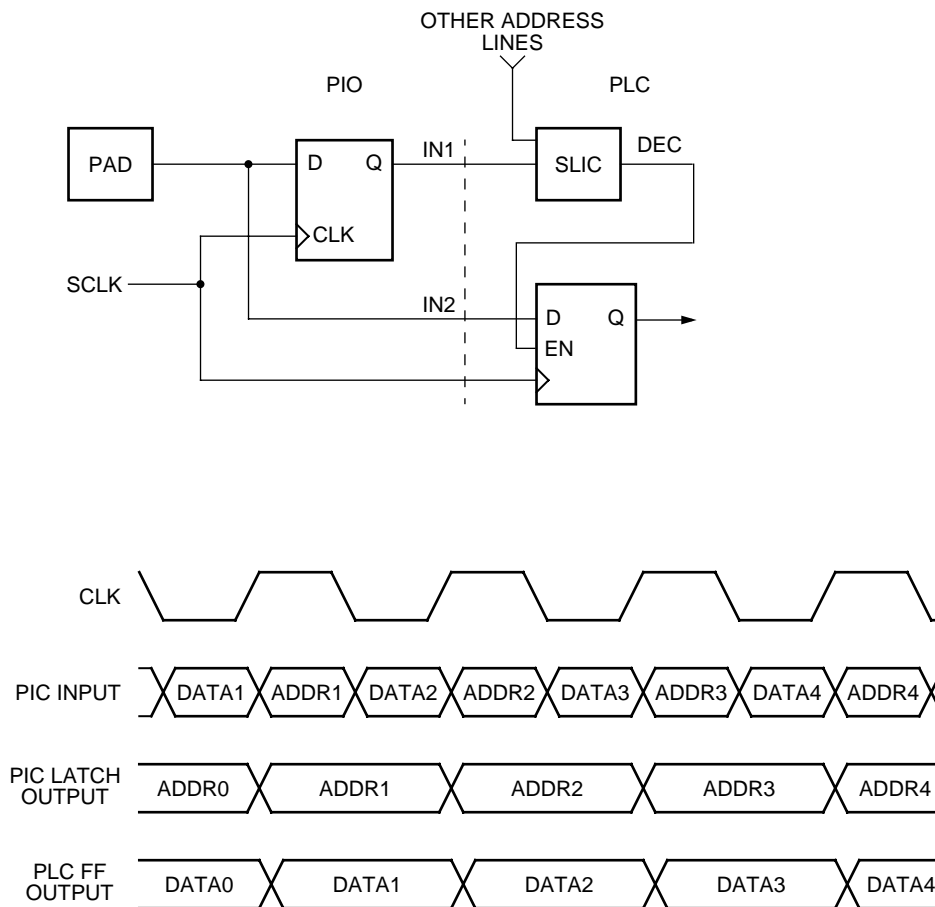 OTHER ADDRESS
LINES
PIO
PLC
PAD
D
Q
IN1
SLIC
DEC
CLK
SCLK
IN2
D
Q
EN
CLK
PIC INPUT
DATA1
ADDR1
DATA2
ADDR2
DATA3
ADDR3
DATA4
ADDR4
PIC LATCH
OUTPUT
ADDR0
ADDR1
ADDR2
ADDR3
ADDR4
PLC FF
OUTPUT
DATA0
DATA1
DATA2
DATA3
DATA4